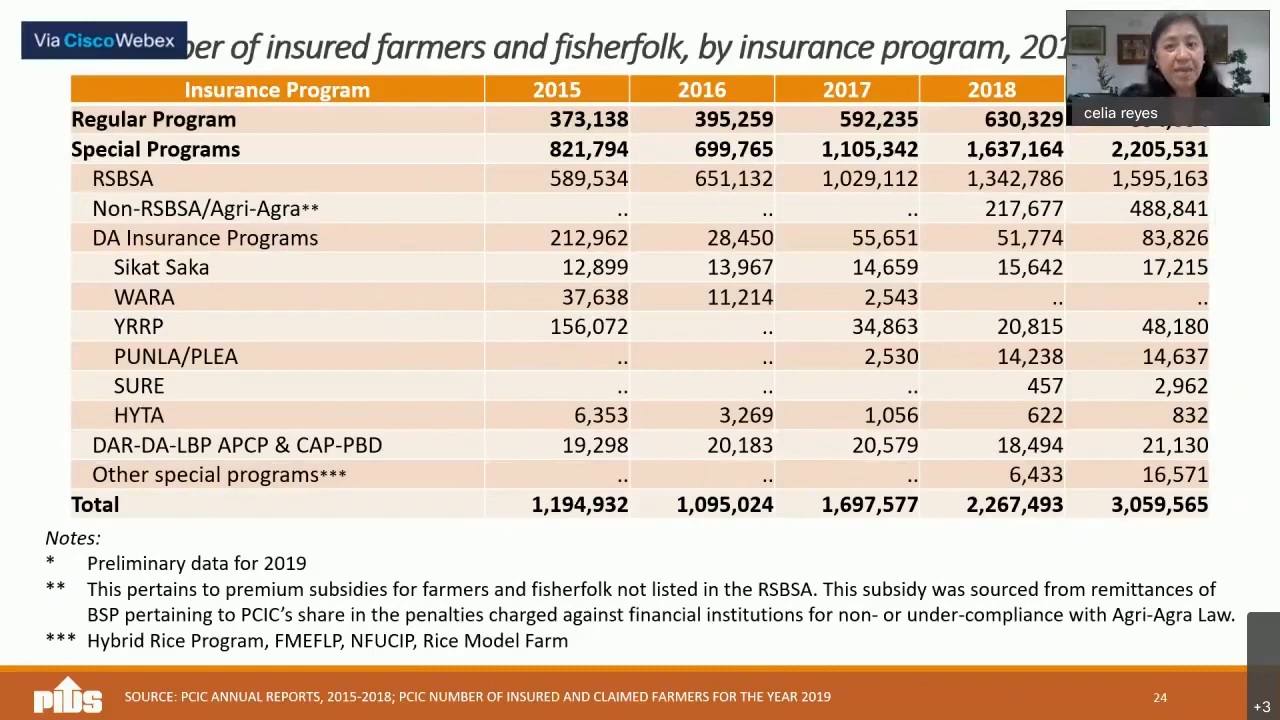 Via Cisco Webex
of insured farmers and fisherfolk, by insurance program,
celia reyes
Insurance Program 2015 2016 2017 2018
Regular Program 373,138 395,259 592,235 630,329
Special Programs 821,794 699,765 1,105,342 1,637,164 2,205,531
RSBSA 589,534 651,132 1,029,112 1,342,786 1,595,163
Non-RSBSA/Agri-Agra** .. .. .. 217,677 488,841
DA Insurance Programs 212,962 28,450 55,651 51,774 83,826
Sikat Saka 12,899 13,967 14,659 15,642 17,215
WARA 37,638 11,214 2,543 .. ..
YRRP 156,072 .. 34,863 20,815 48,180
PUNLA/PLEA .. .. 2,530 14,238 14,637
SURE .. .. .. 457 2,962
HYTA 6,353 3,269 1,056 622 832
DAR-DA-LBP APCP & CAP-PBD 19,298 20,183 20,579 18,494 21,130
Other special programs*** .. .. .. 6,433 16,571
Total 1,194,932 1,095,024 1,697,577 2,267,493 3,059,565
Notes:
* Preliminary data for 2019
** This pertains to premium subsidies for farmers and fisherfolk not listed in the RSBSA. This subsidy was sourced from remittances of
BSP pertaining to PCIC's share in the penalties charged against financial institutions for non- or under-compliance with Agri-Agra Law.
*** Hybrid Rice Program, FMEFLP, NFUCIP, Rice Model Farm
PIDS
SOURCE: PCIC ANNUAL REPORTS, 2015-2018; PCIC NUMBER OF INSURED AND CLAIMED FARMERS FOR THE YEAR 2019
24
+3